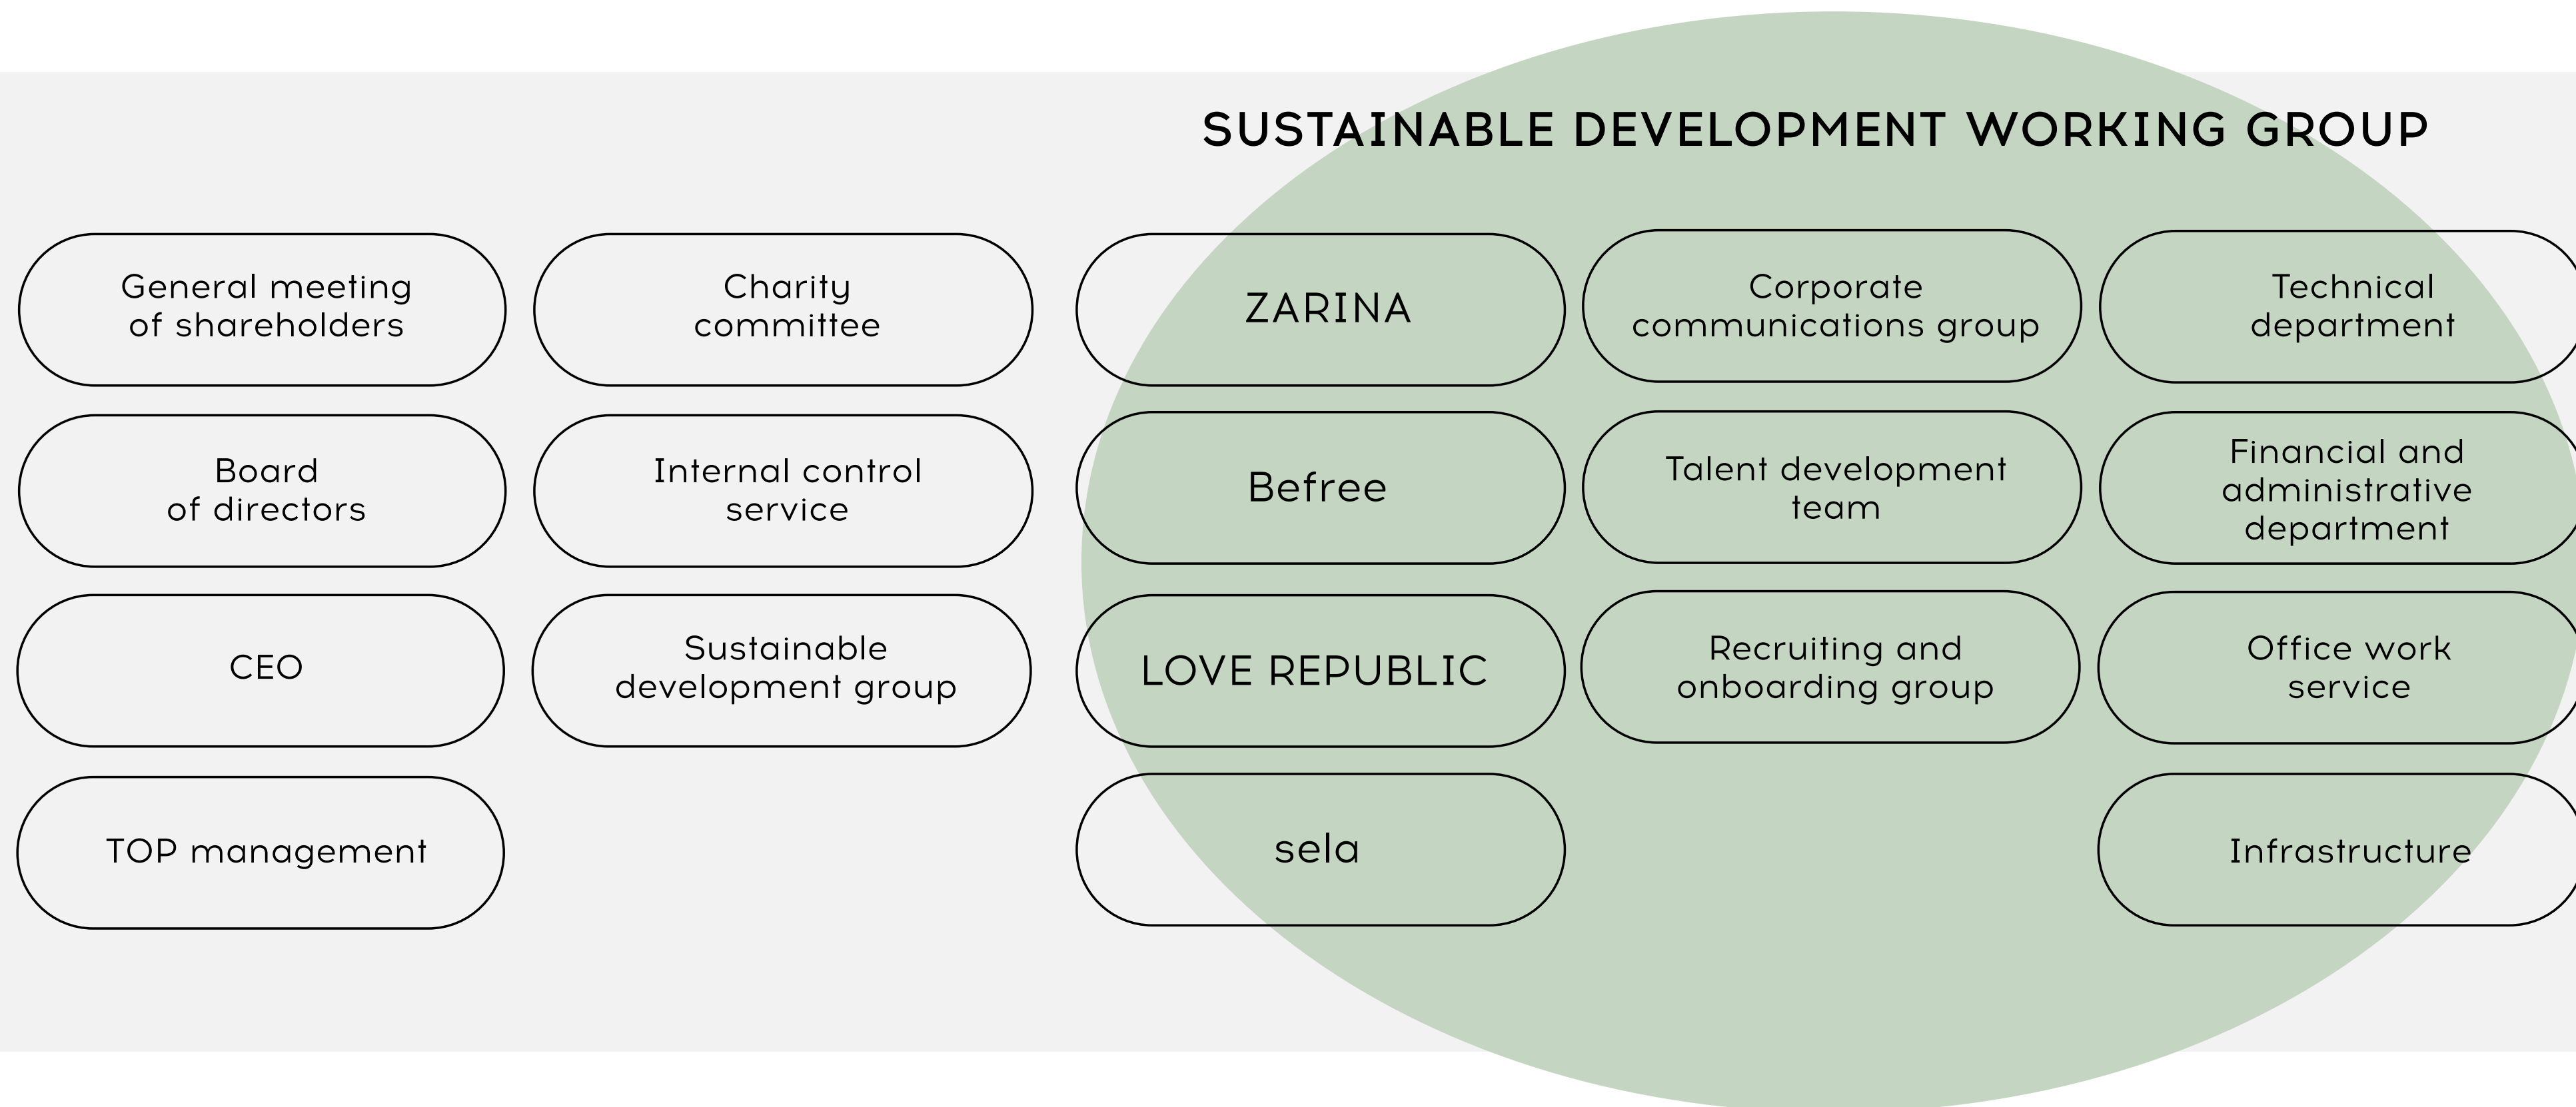 SUSTAINABLE DEVELOPMENT WORKING GROUP
General meeting
of shareholders
Board
of directors
CEO
TOP management
Charity
committee
Internal control
service
Sustainable
development group
ZARINA
Befree
LOVE REPUBLIC
sela
Corporate
communications group
Talent development
team
Recruiting and
onboarding group
Technical
department
Financial and
administrative
department
Office work
service
Infrastructure